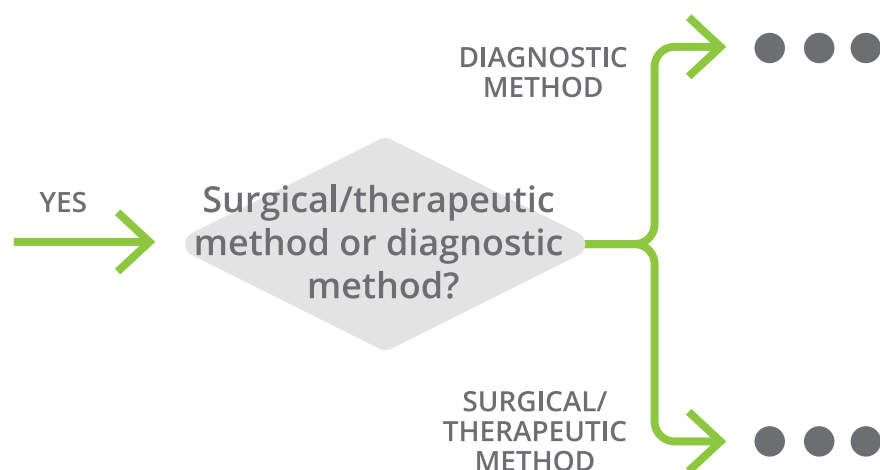 DIAGNOSTIC
METHOD
YES
Surgical/therapeutic
method or diagnostic
method?
SURGICAL/
THERAPEUTIC
METHOD